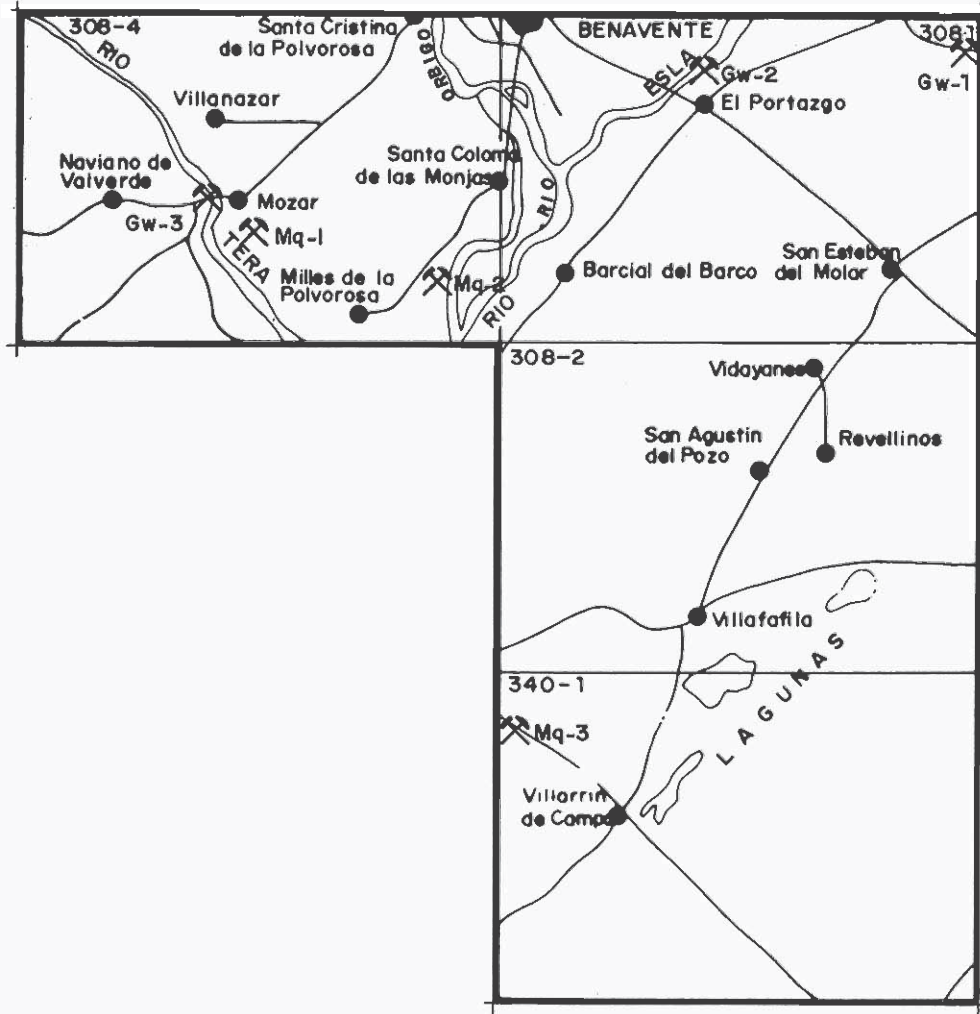 308-4
RIO
Santa Cristina
de la Polvorosa
ORBIGO
BENAVENTE
308-1
Gw-1
ESLA
Gw-2
El Portazgo
Villanazar
Naviano de
Valverde
Gw-3
Mozar
Mq-1
TERA
Santa Coloma
de las Monjas
RIO
Milles de la
Polvorosa
Mq-2
RIO
Barcial del Barco
San Esteban
del Molar
308-2
Vidayanes
San Agustin
del Pozo
Revellinos
Villafafila
LAGUNAS
340-1
Mq-3
Villarrin
de Campo